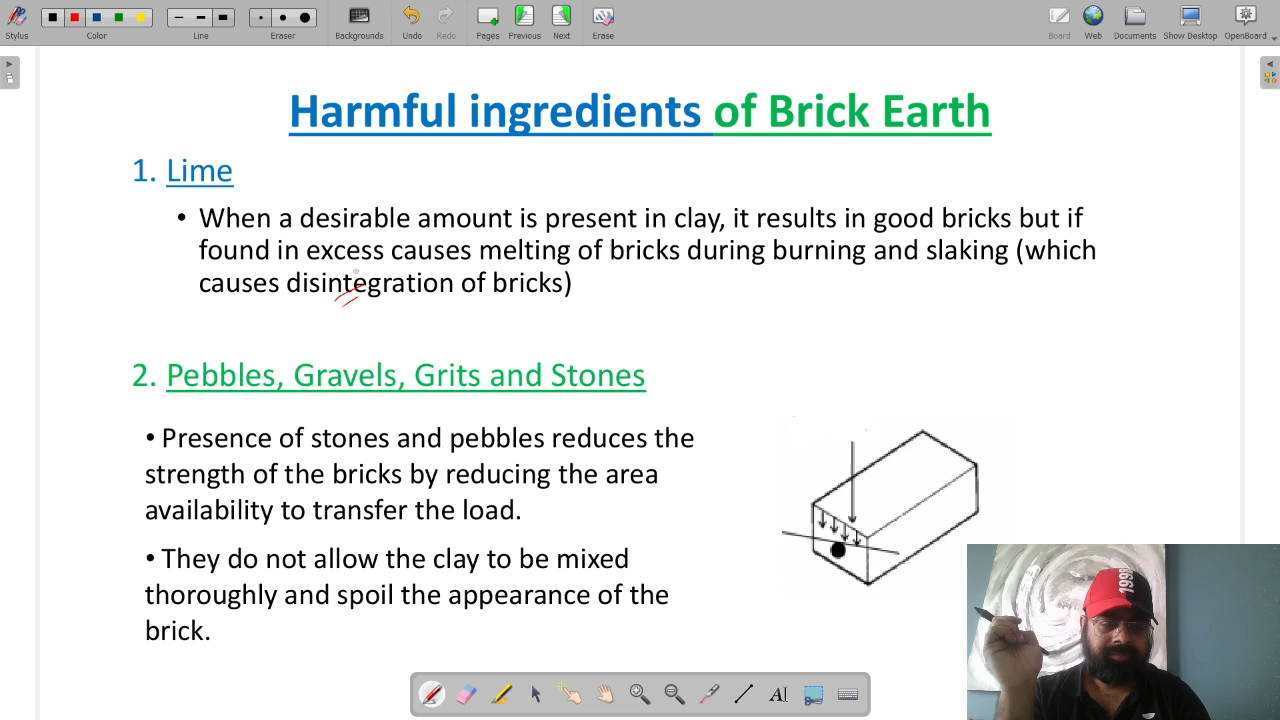 Stylus
Color
Line
Eraser
Backgrounds
Undo
Redo
Pages
Previous
Next
Erase
Board
Web
Documents
Show Desktop
OpenBoard
Harmful ingredients of Brick Earth
1. Lime
• When a desirable amount is present in clay, it results in good bricks but if
found in excess causes melting of bricks during burning and slaking (which
causes disintegration of bricks)
2. Pebbles, Gravels, Grits and Stones
• Presence of stones and pebbles reduces the
strength of the bricks by reducing the area
availability to transfer the load.
• They do not allow the clay to be mixed
thoroughly and spoil the appearance of the
brick.
1998
AI